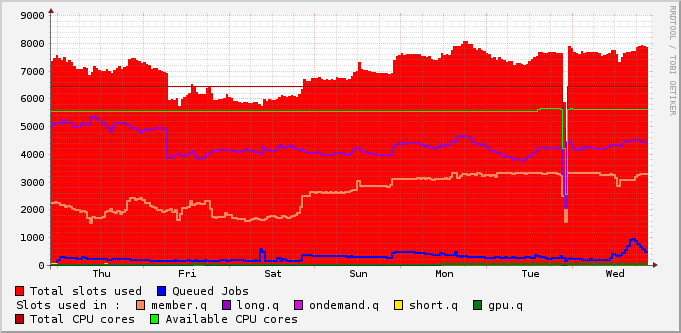 9000
8000
7000
6000
5000
4000
3000
2000
1000
0
Thu Fri Sat Sun Mon Tue Wed
Total slots used Queued Jobs
Slots used in : member.q long.q ondemand.q short.q gpu.q
Total CPU cores Available CPU cores
RRDTOOL / TOBI OETIKER